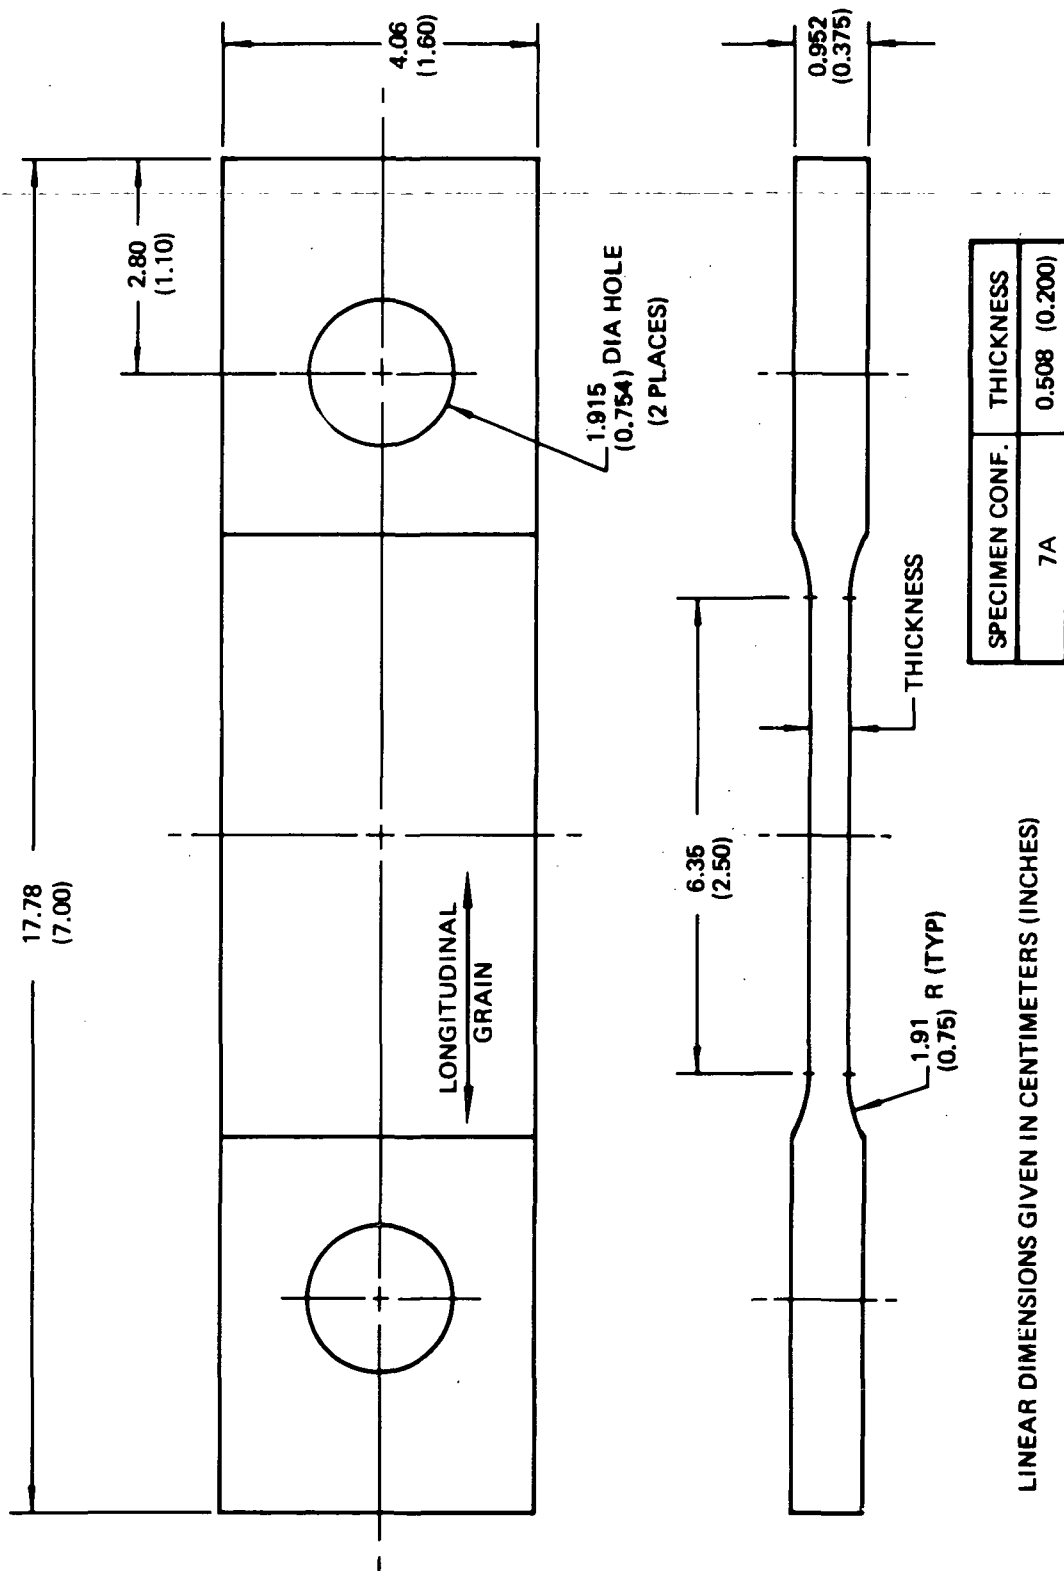 17.78
(7.00)
2.80
(1.10)
4.06
(1.60)
LONGITUDINAL
GRAIN
1.915
(0.754) DIA HOLE
(2 PLACES)
6.35
(2.50)
0.952
(0.375)
1.91
(0.75) R (TYP)
THICKNESS
SPECIMEN CONF. THICKNESS
7A 0.508 (0.200)
LINEAR DIMENSIONS GIVEN IN CENTIMETERS (INCHES)